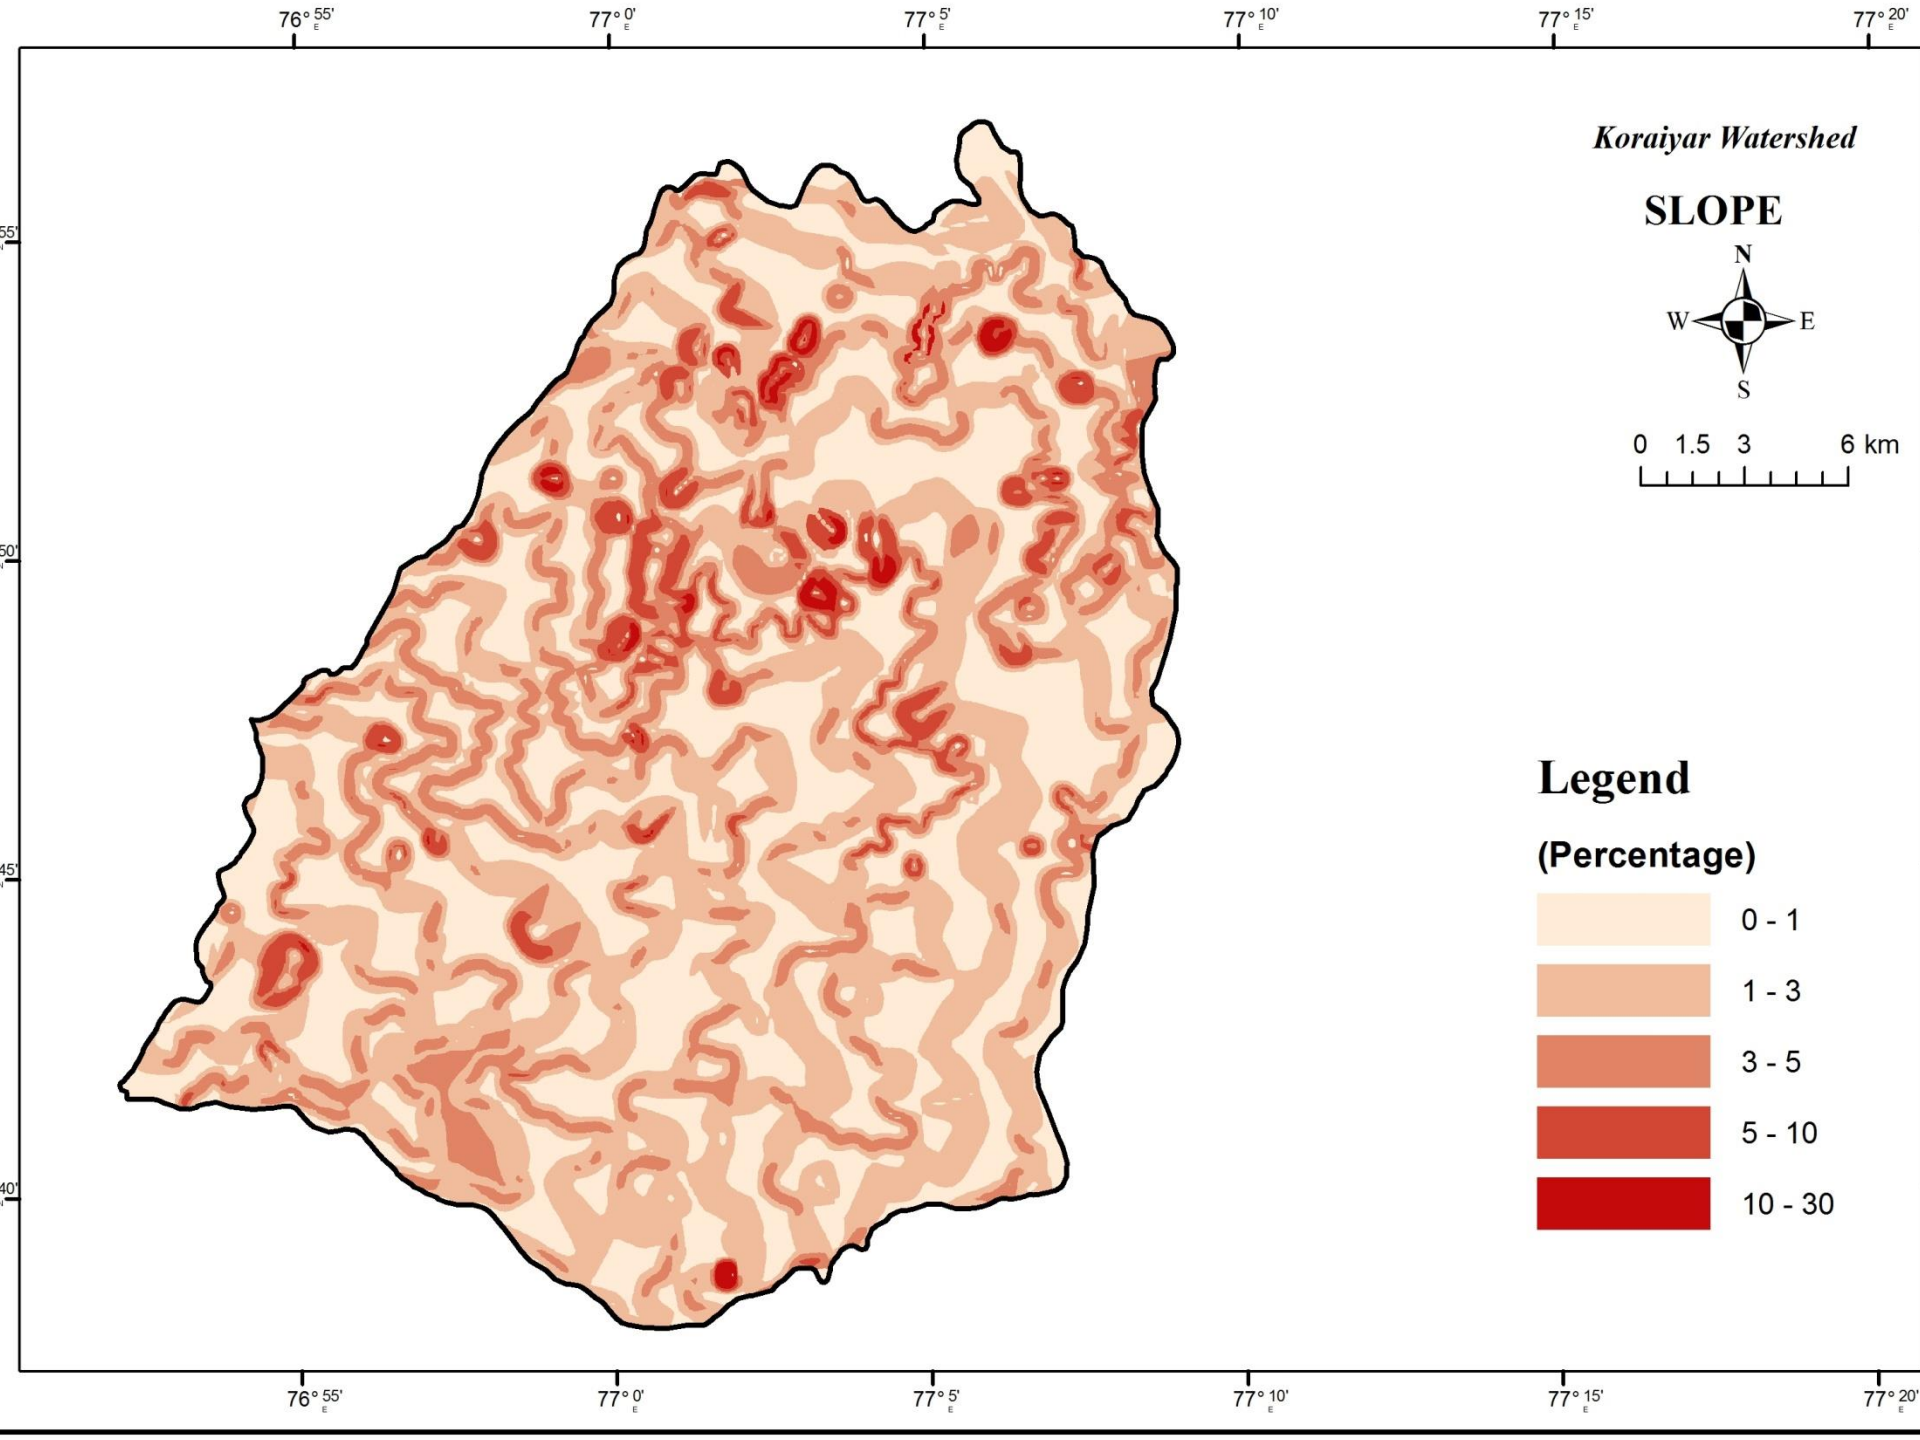 76° 55' E 77° 0' E 77° 5' E 77° 10' E 77° 15' E 77° 20' E
Koraiyar Watershed
SLOPE
N
W E
S
0 1.5 3 6 km
55'
50'
45'
40'
Legend
(Percentage)
0 - 1
1 - 3
3 - 5
5 - 10
10 - 30
76° 55' E 77° 0' E 77° 5' E 77° 10' E 77° 15' E 77° 20' E